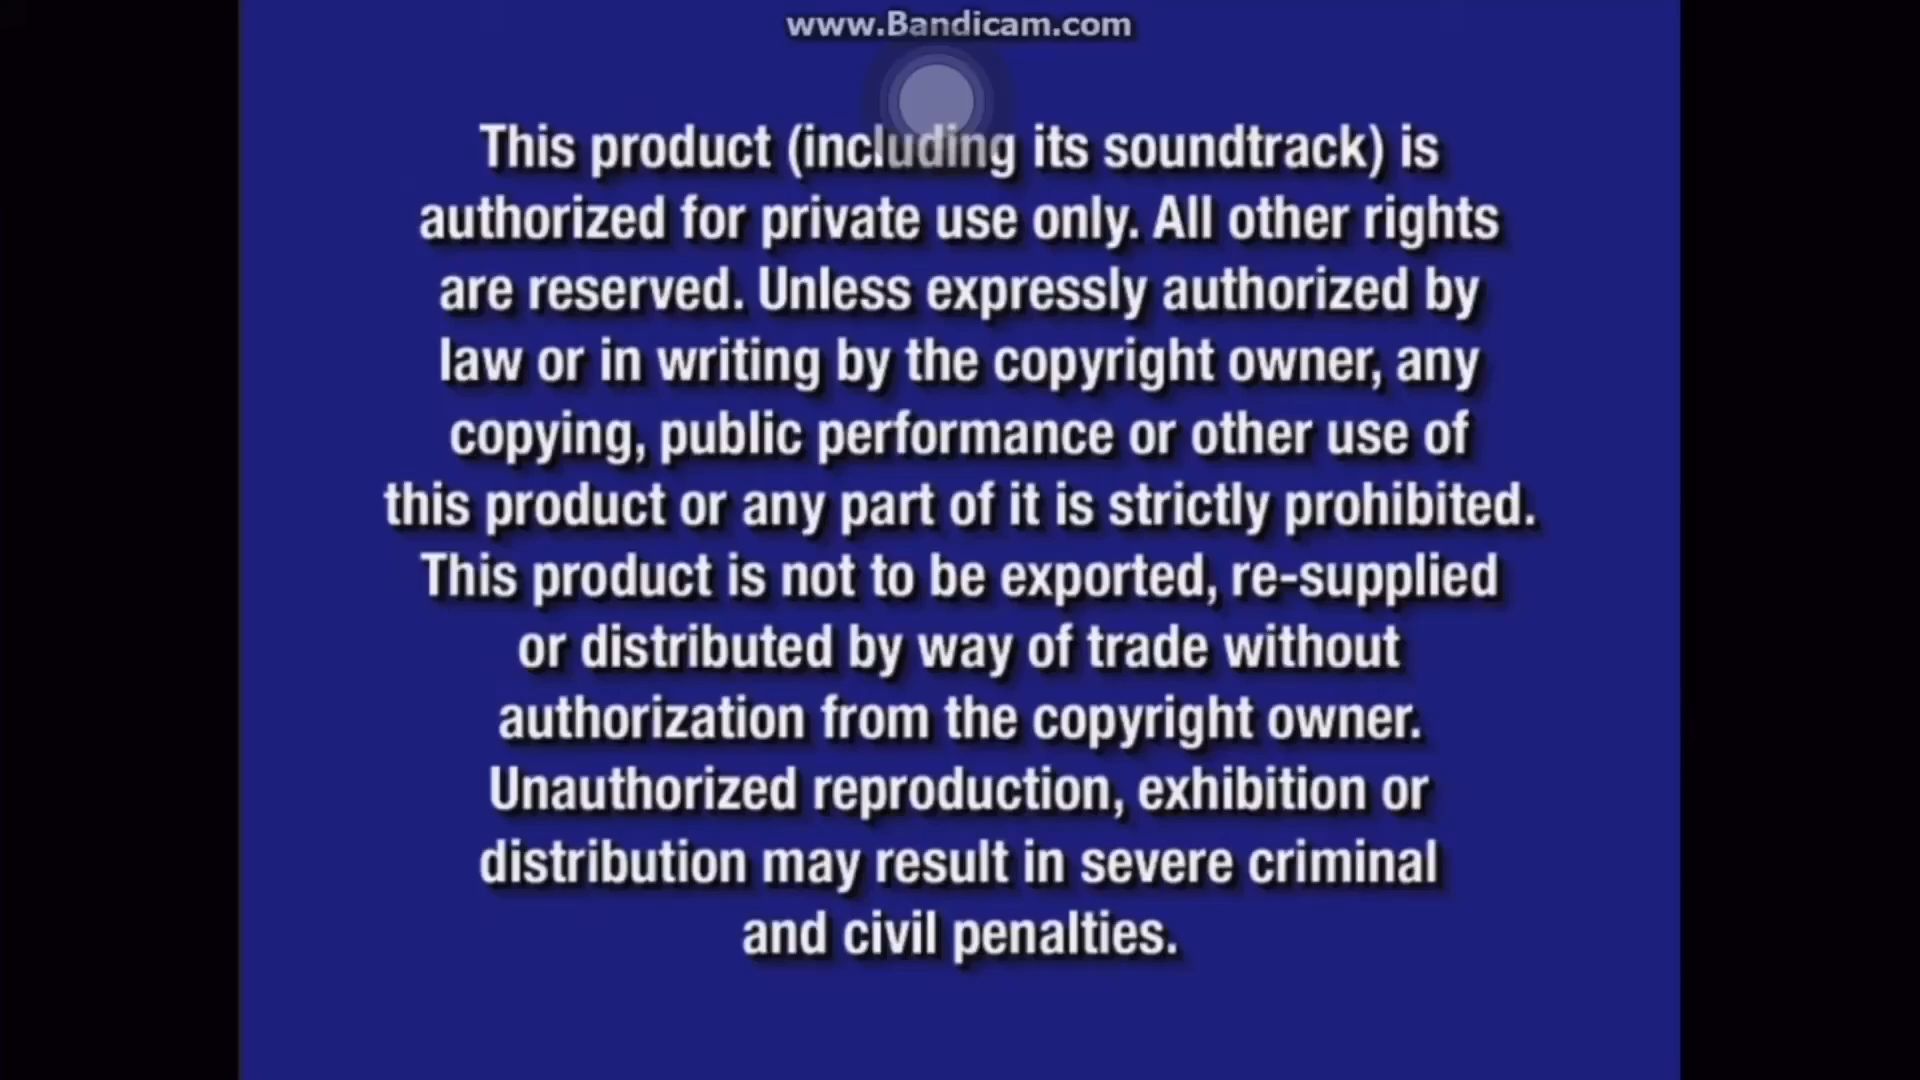 www.Bandicam.com
This product (including its soundtrack) is
authorized for private use only. All other rights
are reserved. Unless expressly authorized by
law or in writing by the copyright owner, any
copying, public performance or other use of
this product or any part of it is strictly prohibited.
This product is not to be exported, re-supplied
or distributed by way of trade without
authorization from the copyright owner.
Unauthorized reproduction, exhibition or
distribution may result in severe criminal
and civil penalties.